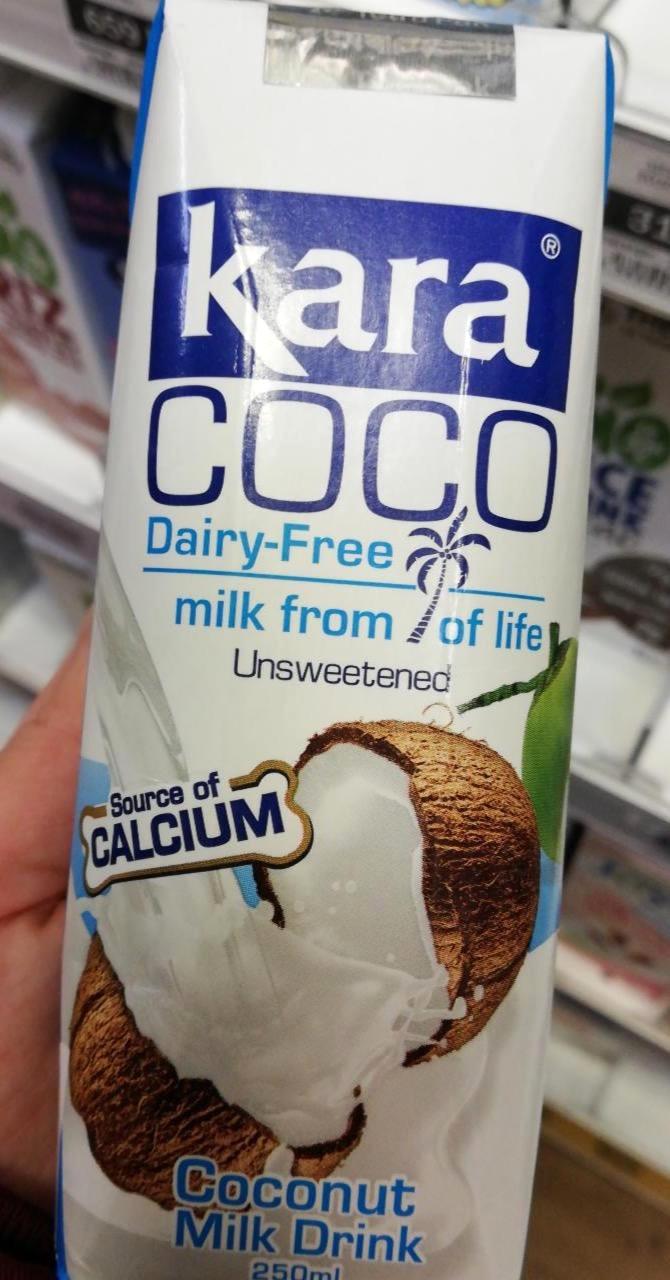 kara®
COCO
Dairy-Free
milk from of life
Unsweetened
Source of
CALCIUM
Coconut
Milk Drink
250ml